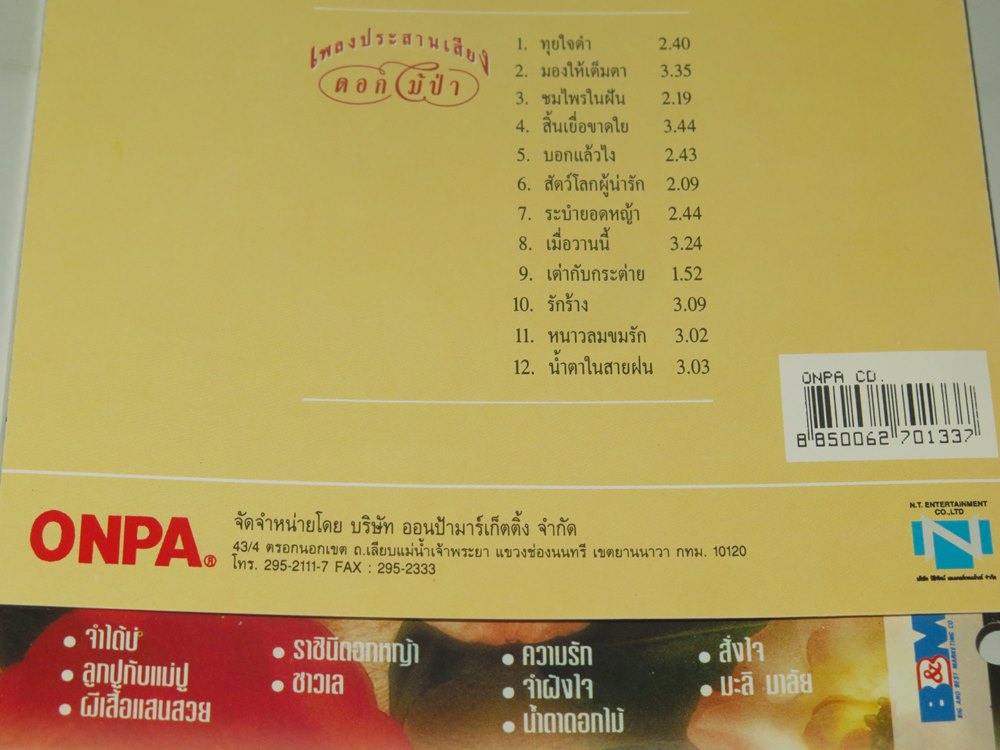 เพลงประสานเสียง
ดอกไม้ป่า
1. ทุยใจดำ 2.40
2. มองให้เต็มตา 3.35
3. ชมไพรในฝัน 2.19
4. สิ้นเยื่อขาดใย 3.44
5. บอกแล้วไง 2.43
6. สัตว์โลกผู้น่ารัก 2.09
7. ระบำยอดหญ้า 2.44
8. เมื่อวานนี้ 3.24
9. เต่ากับกระต่าย 1.52
10. รักร้าง 3.09
11. หนาวลมขมรัก 3.02
12. น้ำตาในสายฝน 3.03
ONPA CD.
8 850062 701337
ONPA®
จัดจำหน่ายโดย บริษัท ออนป้ามาร์เก็ตติ้ง จำกัด
43/4 ตรอกนอกเขต ถ.เลียบแม่น้ำเจ้าพระยา แขวงช่องนนทรี เขตยานนาวา กทม. 10120
โทร. 295-2111-7 FAX : 295-2333
N.T. ENTERTAINMENT
CO.,LTD
N
• จำได้บ่
• ลูกปูกับแม่ปู
• ผีเสื้อแสนสวย
• ราชินีดอกหญ้า
• ชาวเล
• ความรัก
• จำฝังใจ
• น้ำตาดอกไม้
• สั่งใจ
• มะลิ มาลัย
B&M
BIG AND BEST MARKETING CO.